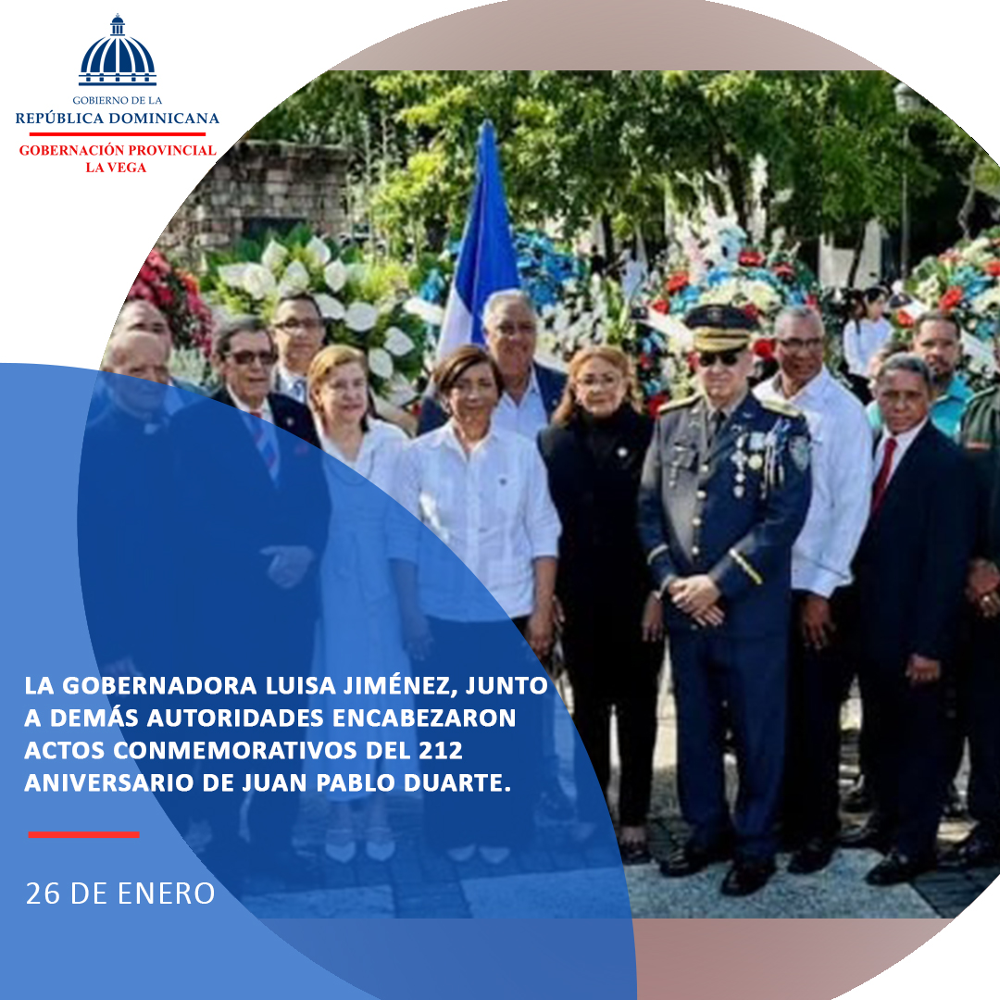 GOBIERNO DE LA
REPÚBLICA DOMINICANA
GOBERNACIÓN PROVINCIAL
LA VEGA
LA GOBERNADORA LUISA JIMÉNEZ, JUNTO
A DEMÁS AUTORIDADES ENCABEZARON
ACTOS CONMEMORATIVOS DEL 212
ANIVERSARIO DE JUAN PABLO DUARTE.
26 DE ENERO